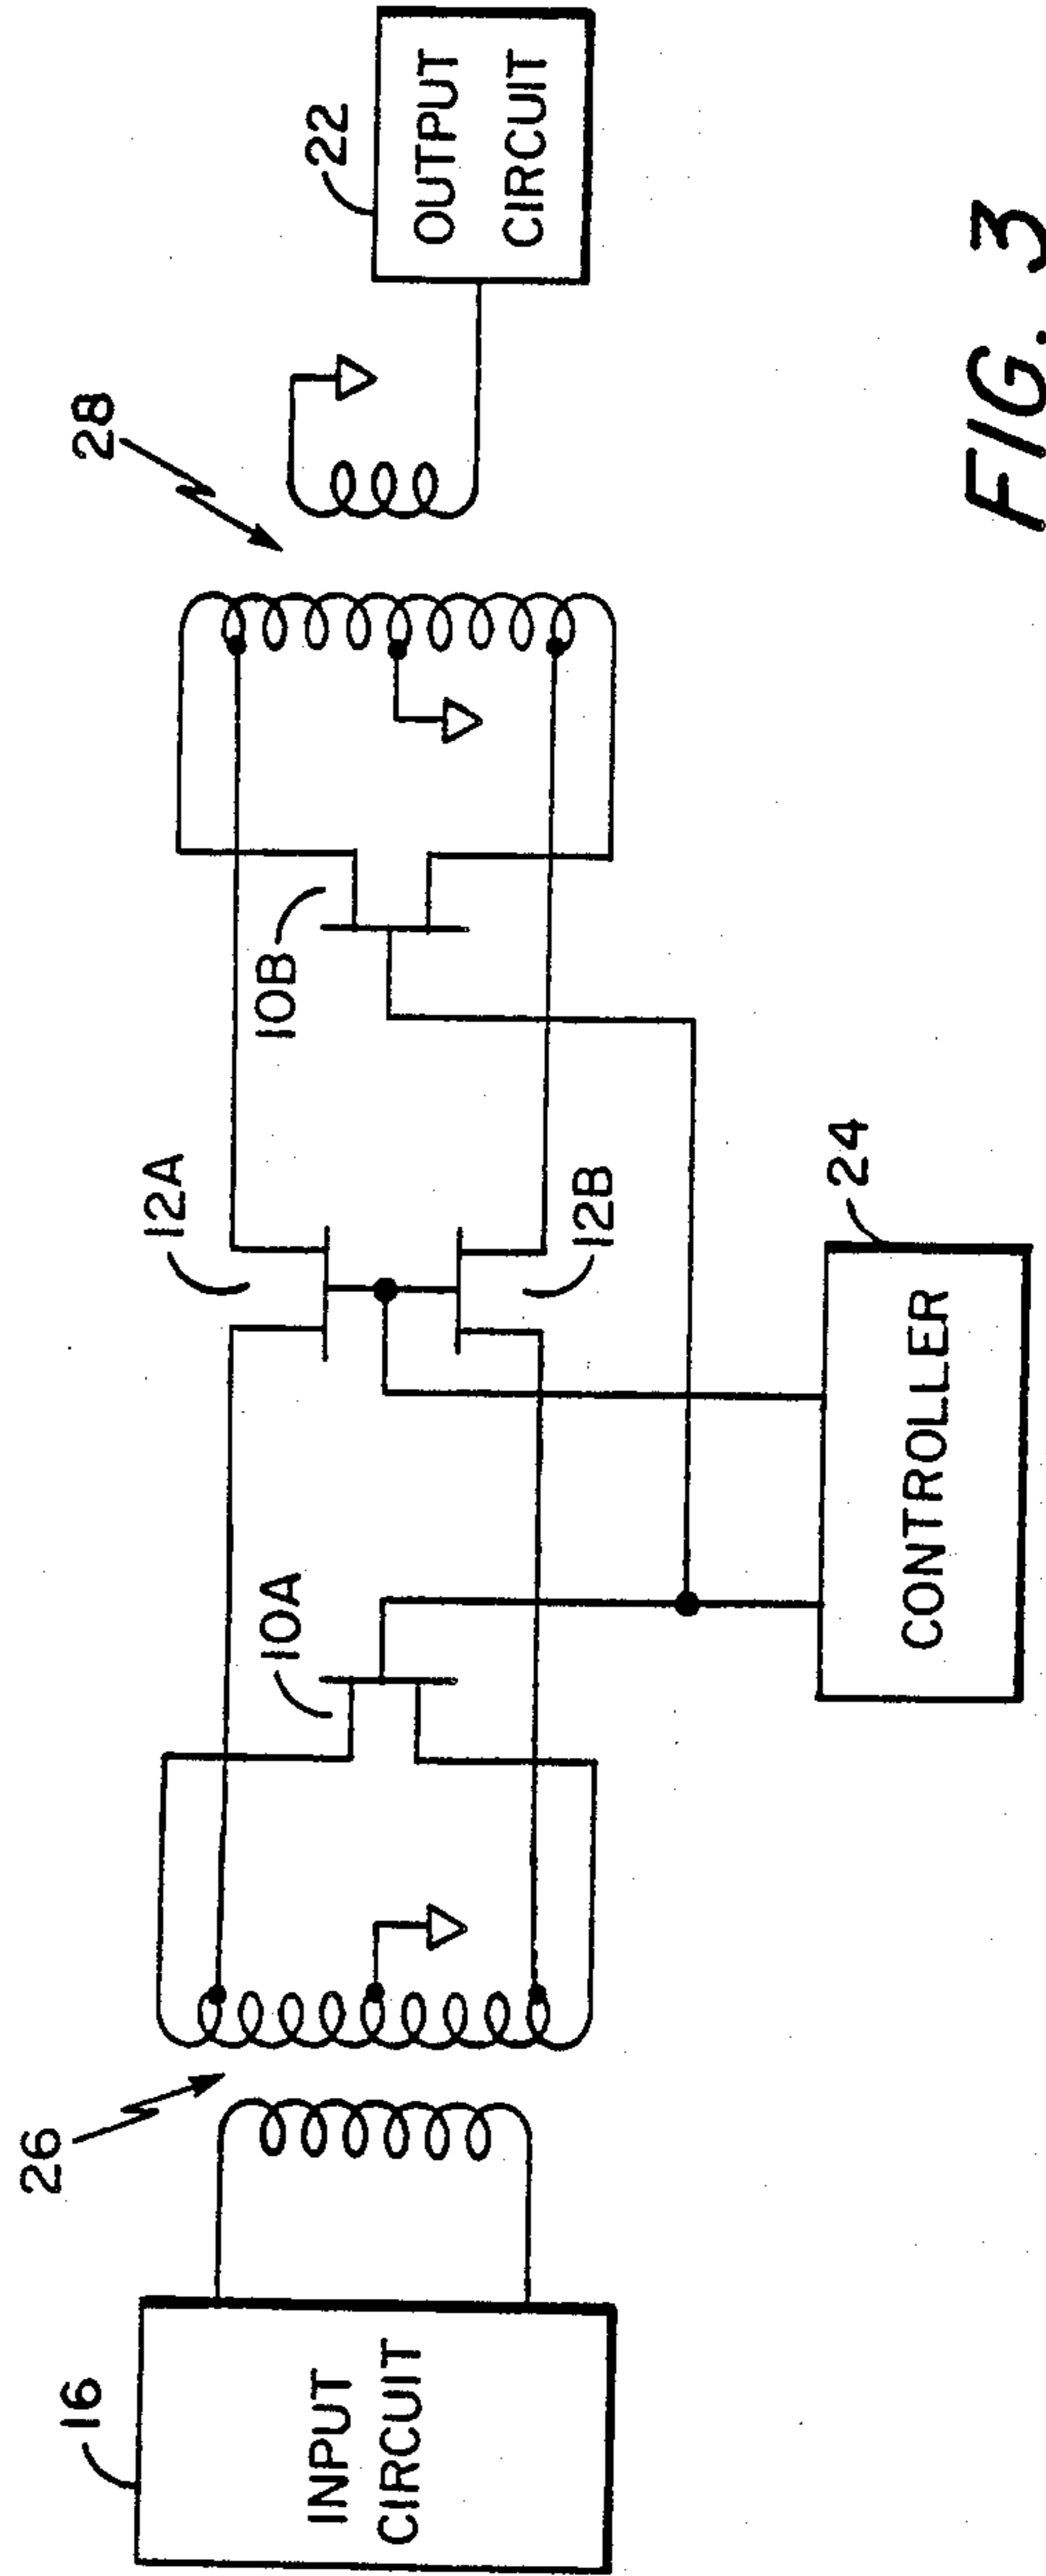 16
INPUT
CIRCUIT
26
10A
12A
12B
10B
28
22
OUTPUT
CIRCUIT
CONTROLLER
24
FIG. 3